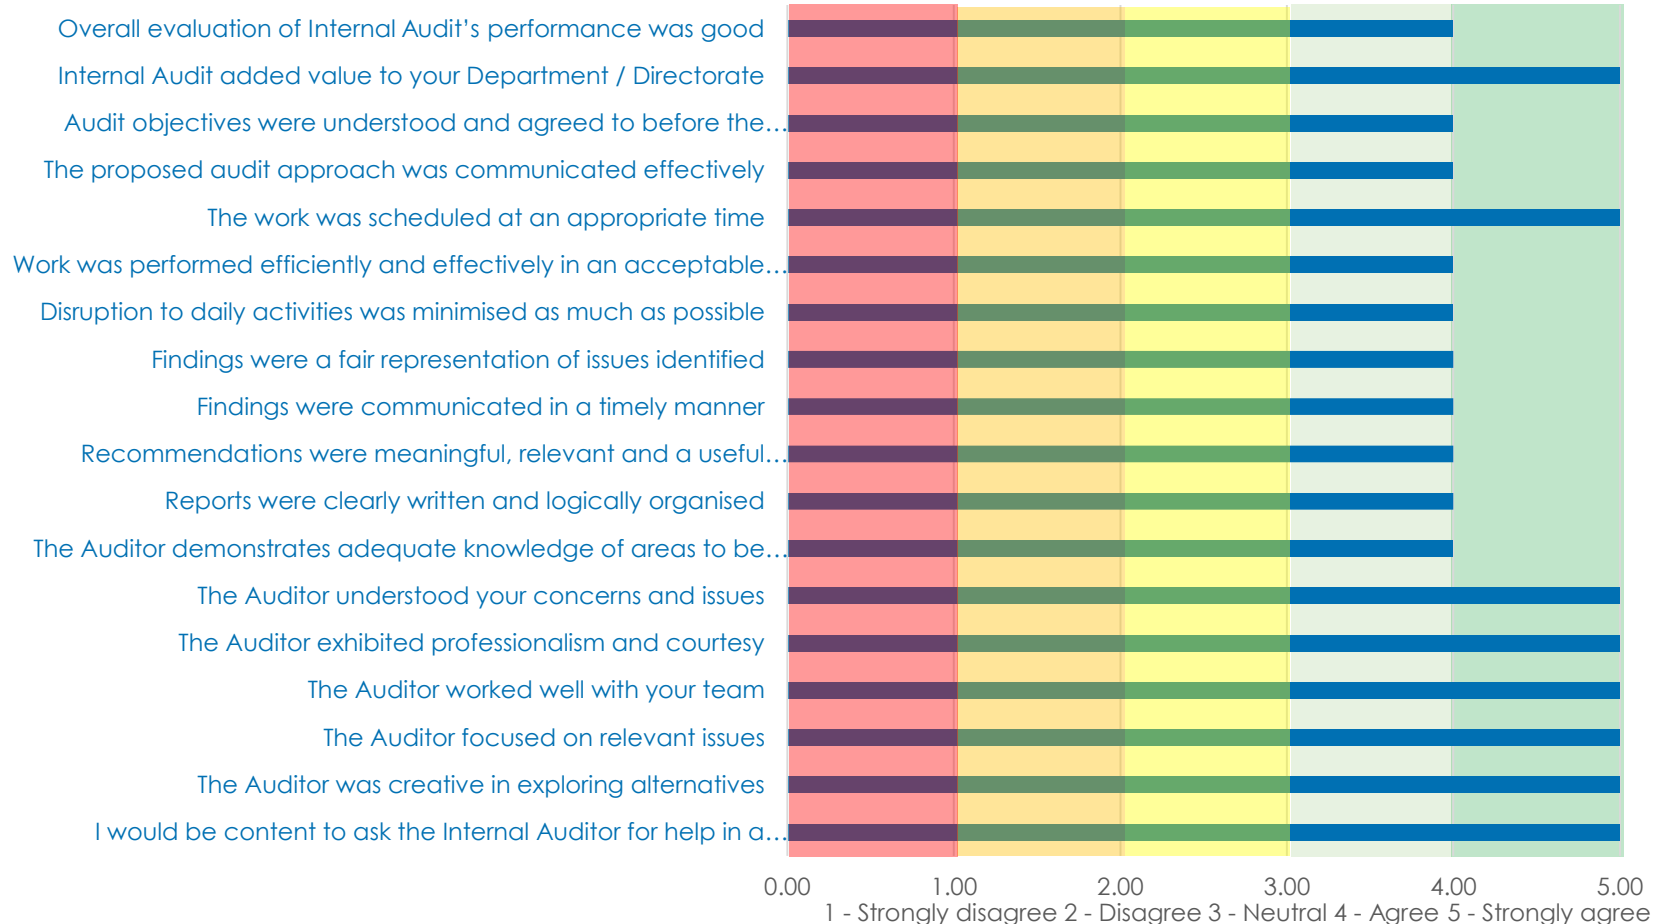 Overall evaluation of Internal Audit’s performance was good
Internal Audit added value to your Department / Directorate
Audit objectives were understood and agreed to before the…
The proposed audit approach was communicated effectively
The work was scheduled at an appropriate time
Work was performed efficiently and effectively in an acceptable…
Disruption to daily activities was minimised as much as possible
Findings were a fair representation of issues identified
Findings were communicated in a timely manner
Recommendations were meaningful, relevant and a useful…
Reports were clearly written and logically organised
The Auditor demonstrates adequate knowledge of areas to be…
The Auditor understood your concerns and issues
The Auditor exhibited professionalism and courtesy
The Auditor worked well with your team
The Auditor focused on relevant issues
The Auditor was creative in exploring alternatives
I would be content to ask the Internal Auditor for help in a…
0.00 1.00 2.00 3.00 4.00 5.00
1 - Strongly disagree 2 - Disagree 3 - Neutral 4 - Agree 5 - Strongly agree